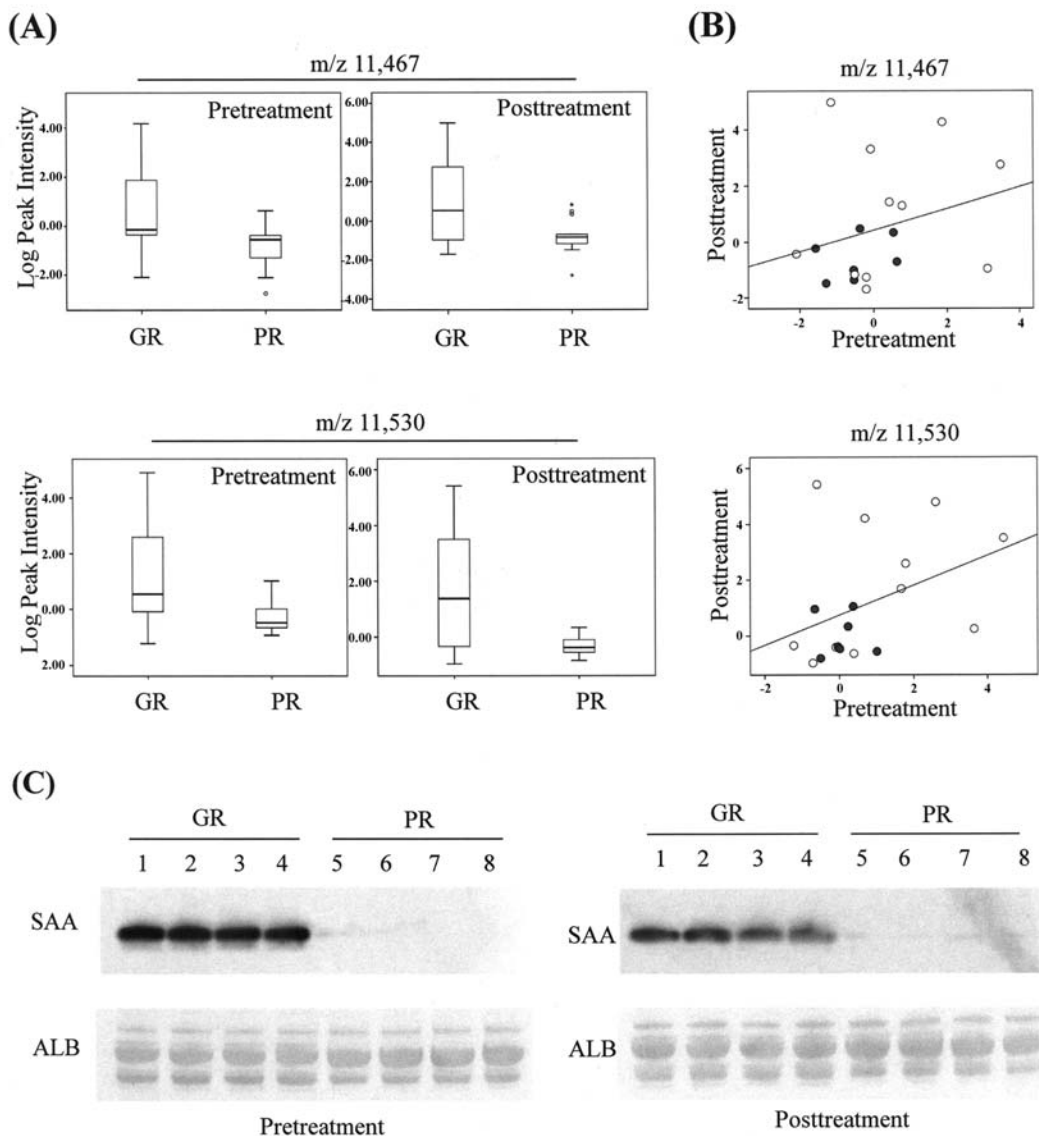 (A)
m/z 11,467
Pretreatment
Posttreatment
Log Peak Intensity
4.00
2.00
0.00
-2.00
6.00
4.00
2.00
0.00
-2.00
-4.00
GR
PR
GR
PR
m/z 11,530
Pretreatment
Posttreatment
Log Peak Intensity
4.00
2.00
0.00
2.00
6.00
4.00
2.00
0.00
GR
PR
GR
PR
(B)
m/z 11,467
Posttreatment
4
2
0
-2
-2
0
2
4
Pretreatment
m/z 11,530
Posttreatment
6
4
2
0
-2
0
2
4
Pretreatment
(C)
GR
PR
1 2 3 4 5 6 7 8
SAA
ALB
Pretreatment
GR
PR
1 2 3 4 5 6 7 8
SAA
ALB
Posttreatment